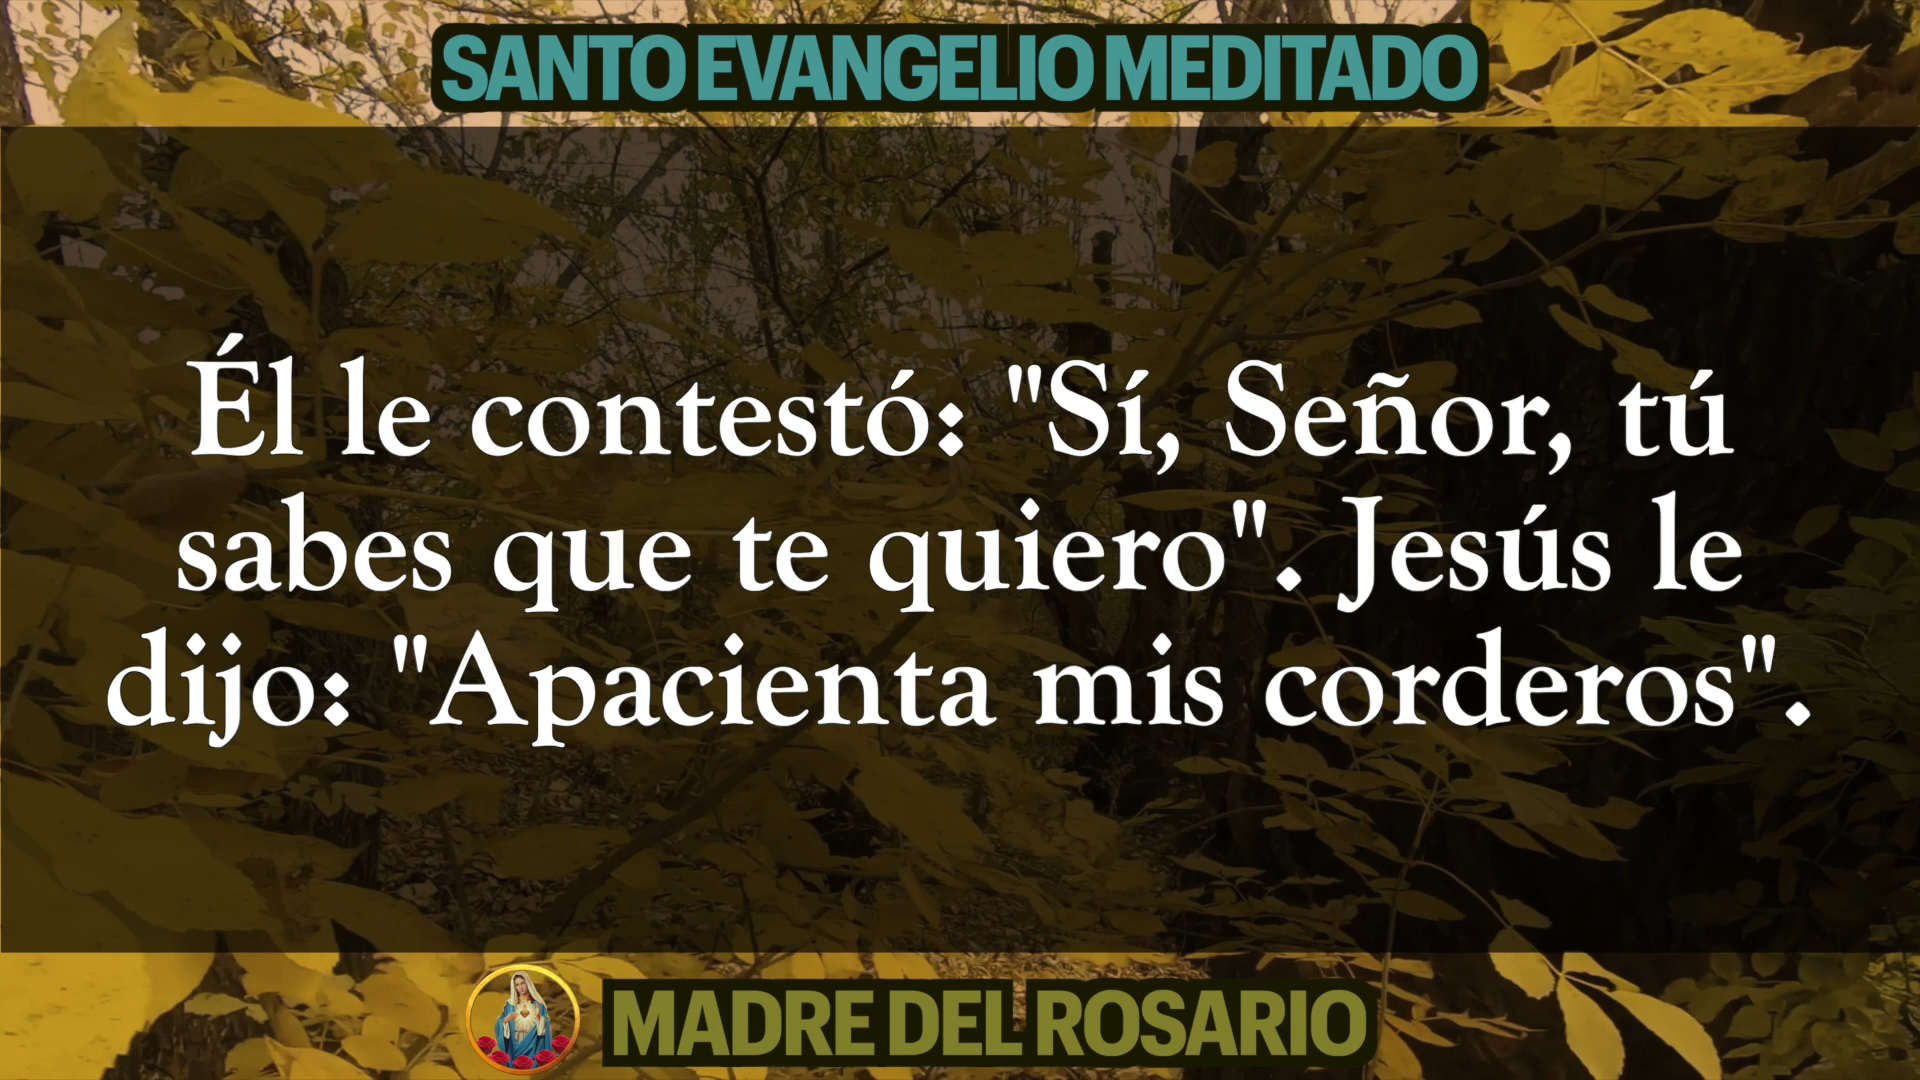 SANTO EVANGELIO MEDITADO
Él le contestó: "Sí, Señor, tú
sabes que te quiero". Jesús le
dijo: "Apacienta mis corderos".
MADRE DEL ROSARIO